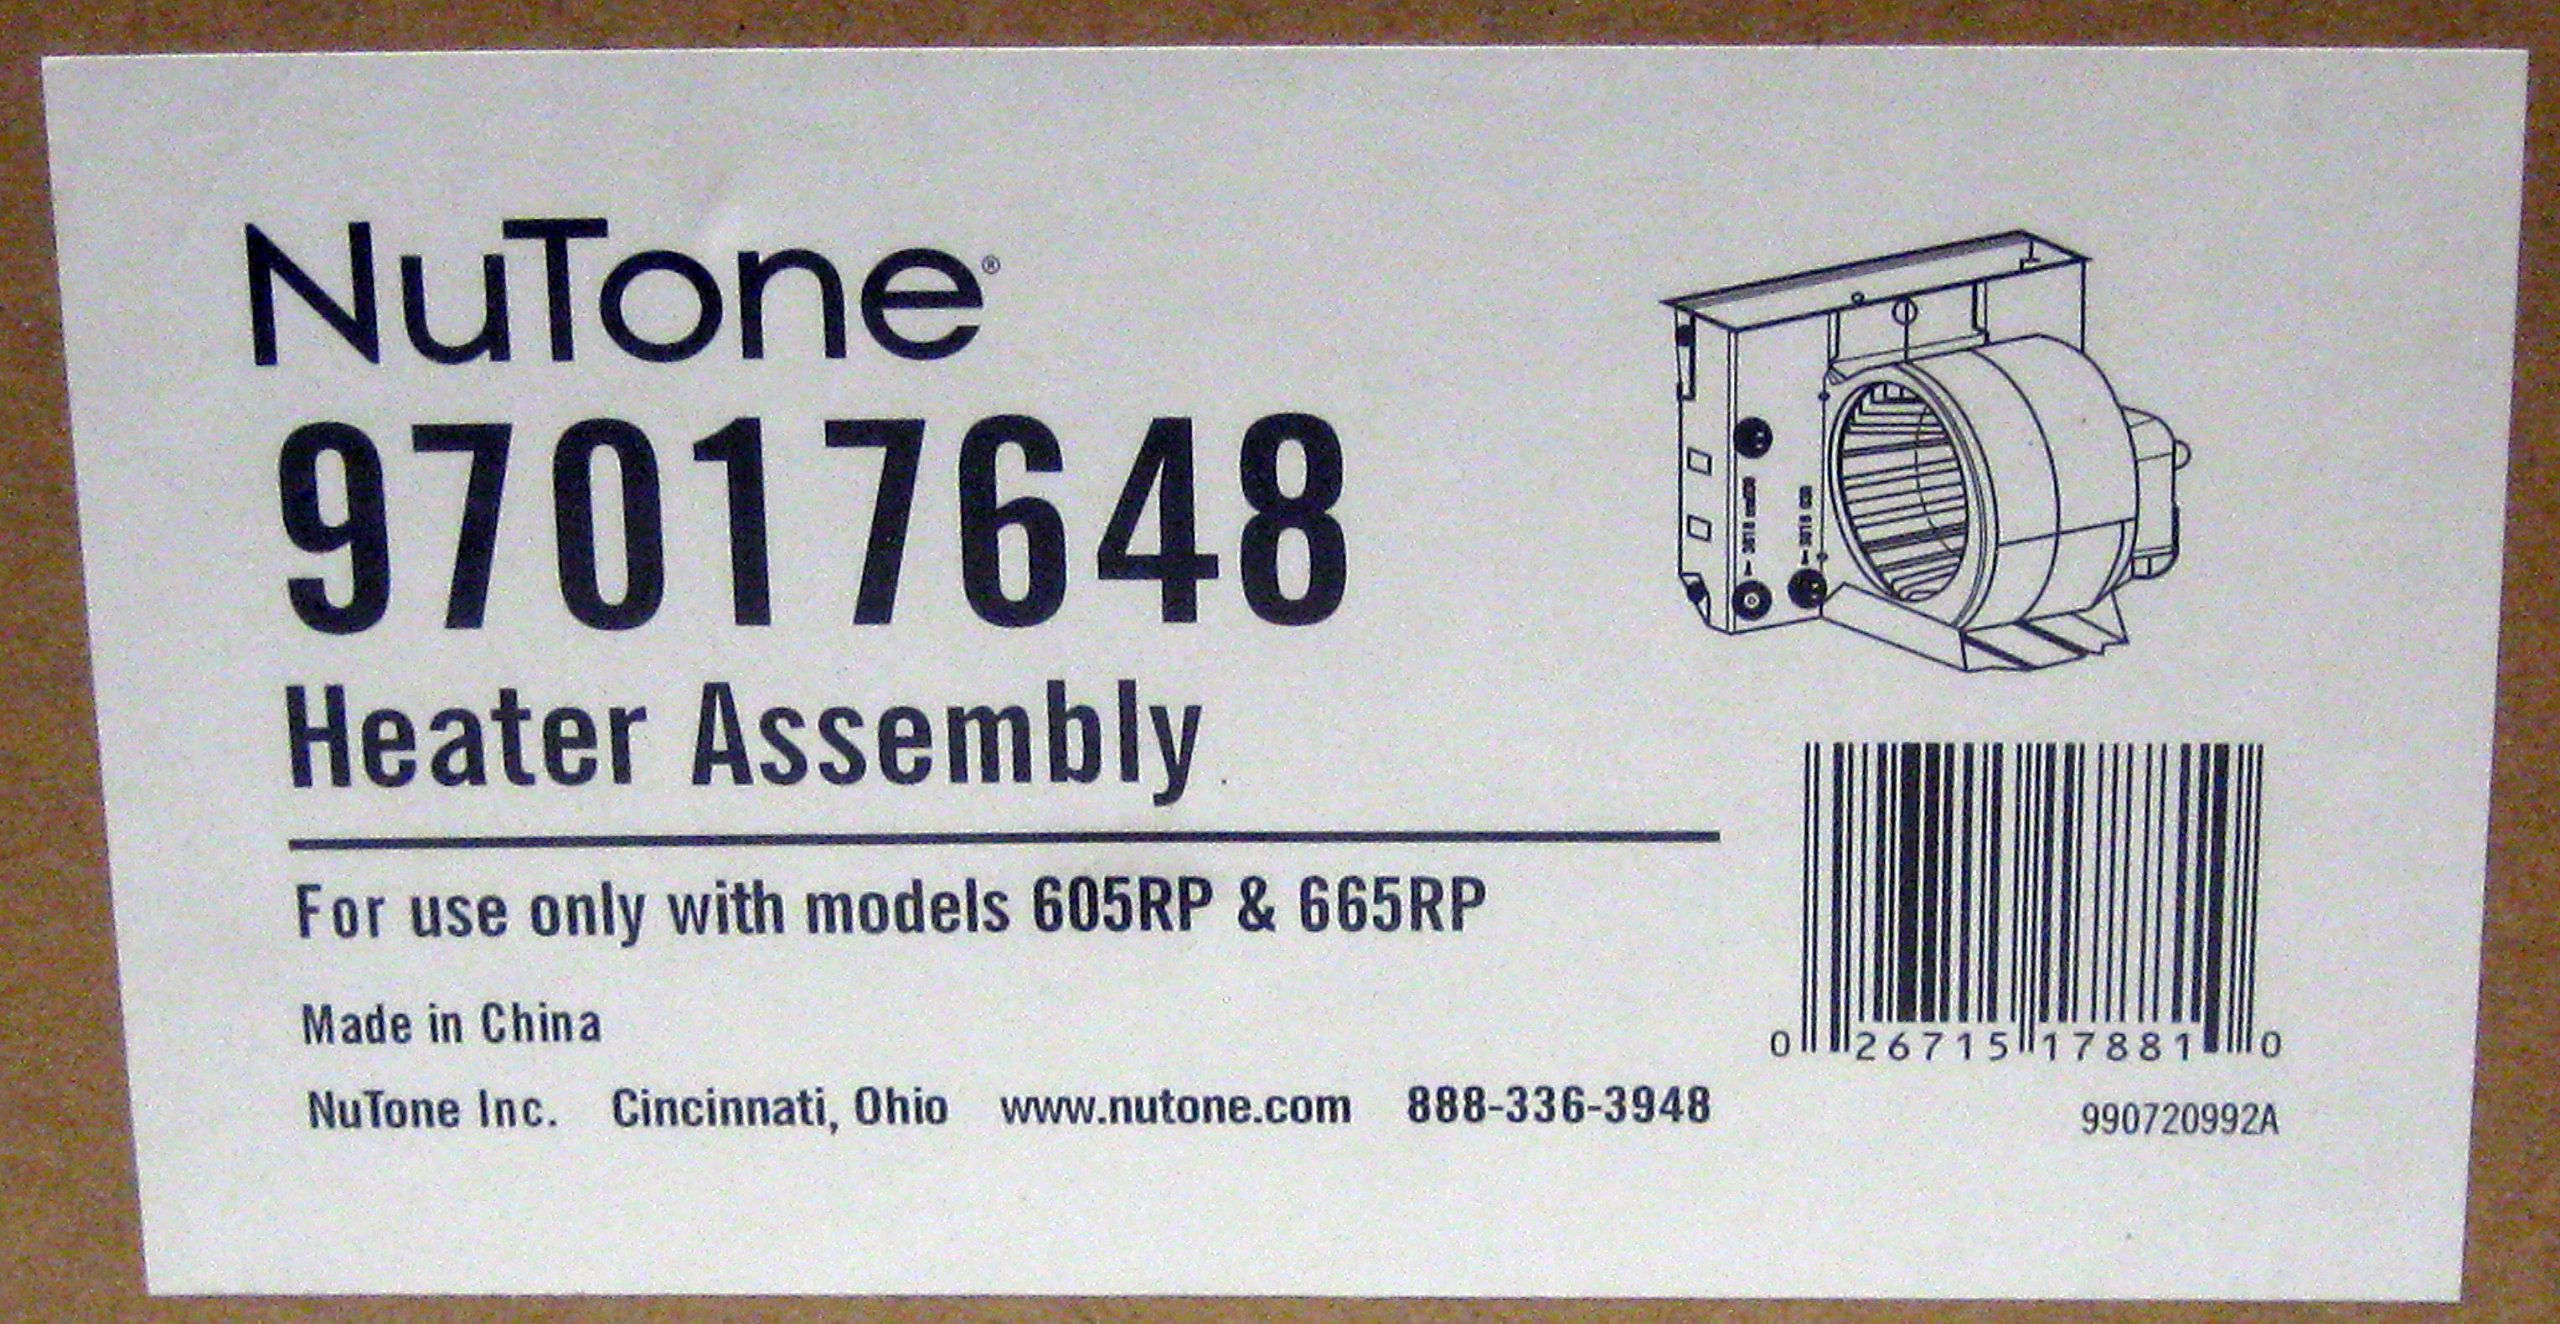 NuTone®
97017648
Heater Assembly
For use only with models 605RP & 665RP
Made in China
NuTone Inc. Cincinnati, Ohio www.nutone.com 888-336-3948
0 26715 17881 0
990720992A